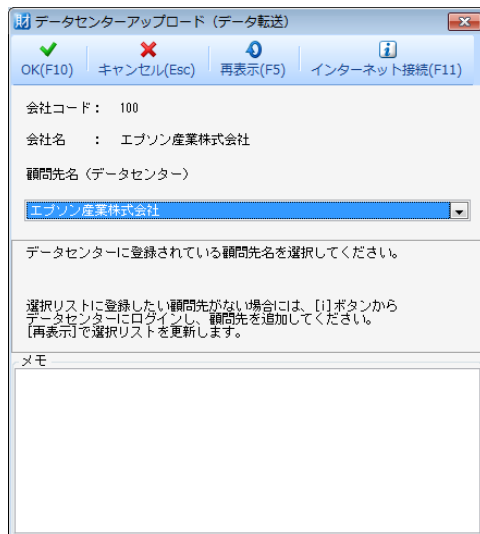 財 データセンターアップロード（データ転送）
OK(F10) キャンセル(Esc) 再表示(F5) インターネット接続(F11)
会社コード： 100
会社名 ： エプソン産業株式会社
顧問先名（データセンター）
エプソン産業株式会社
データセンターに登録されている顧問先名を選択してください。
選択リストに登録したい顧問先がない場合には、[i]ボタンから
データセンターにログインし、顧問先を追加してください。
[再表示]で選択リストを更新します。
メモ